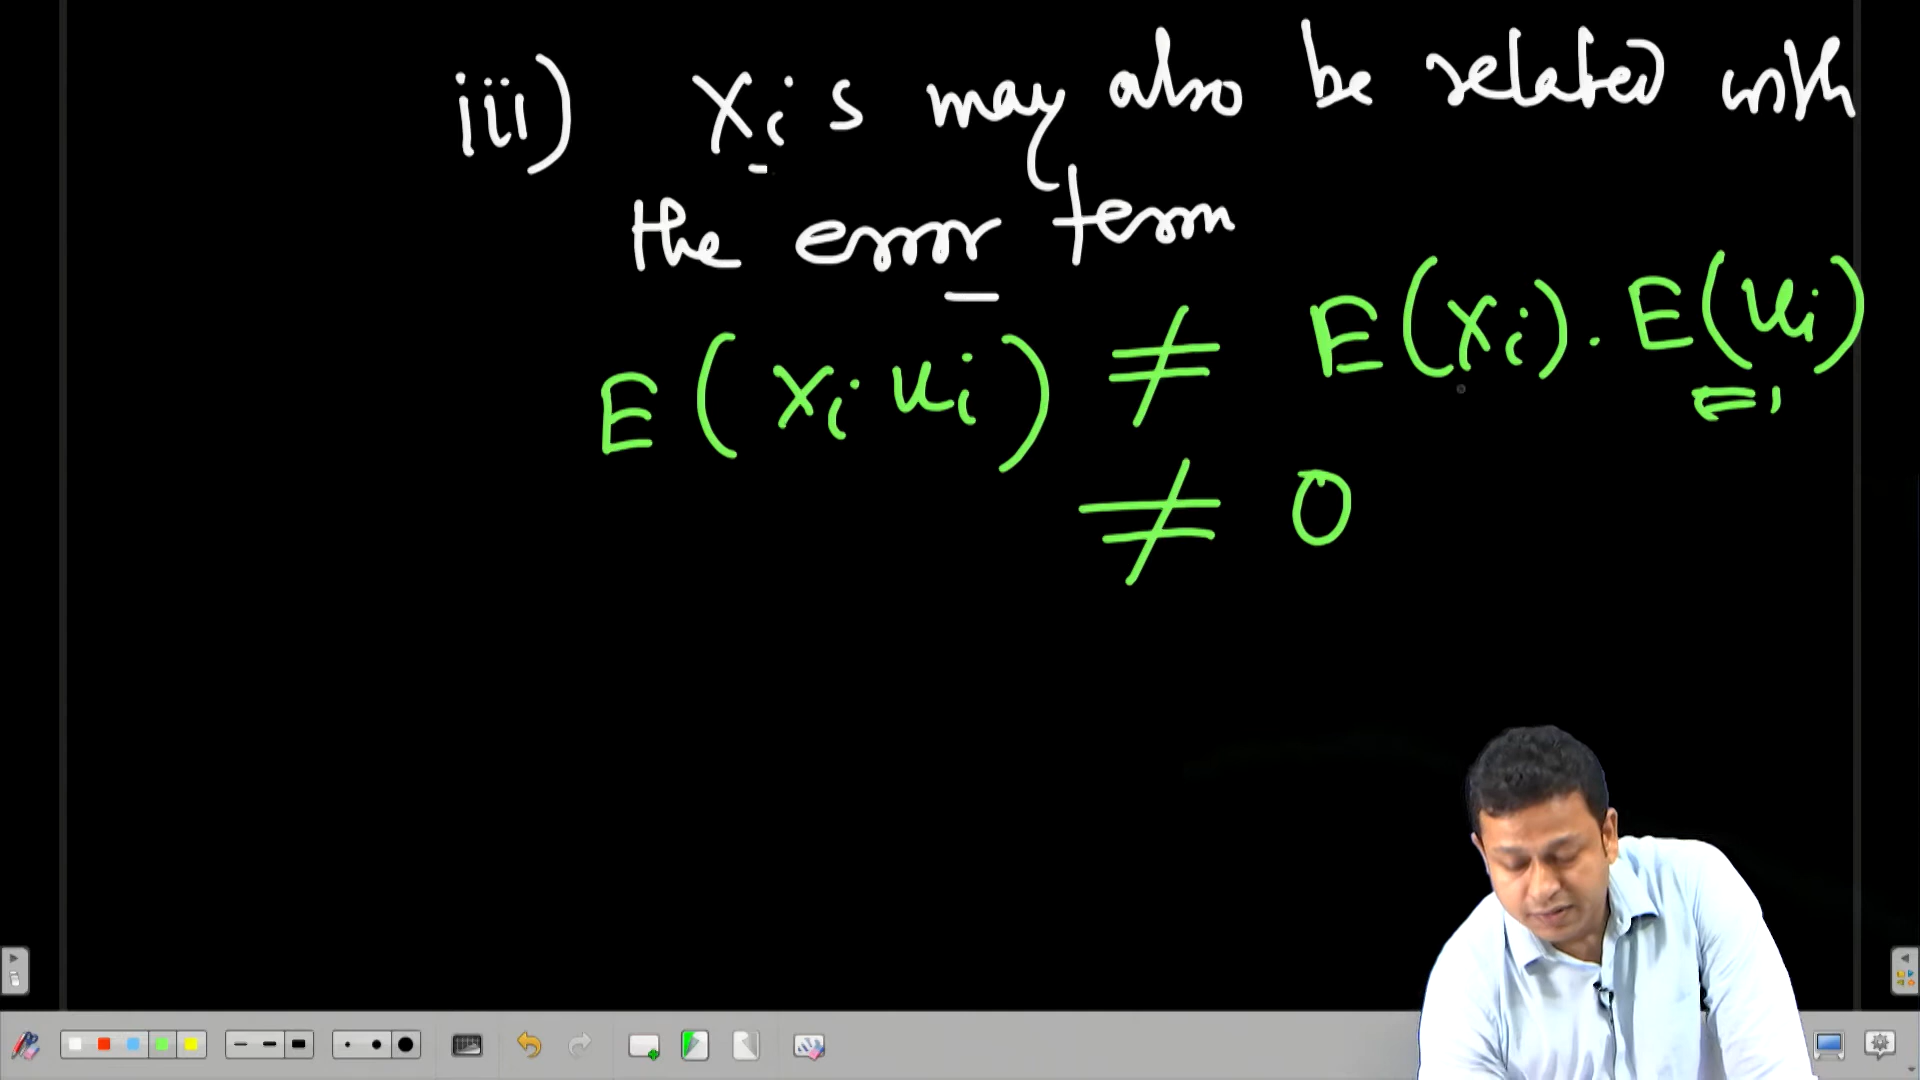 iii) Xi s may also be related with
the error term
E(Xi ui) ≠ E(Xi). E(ui)
≠ 0